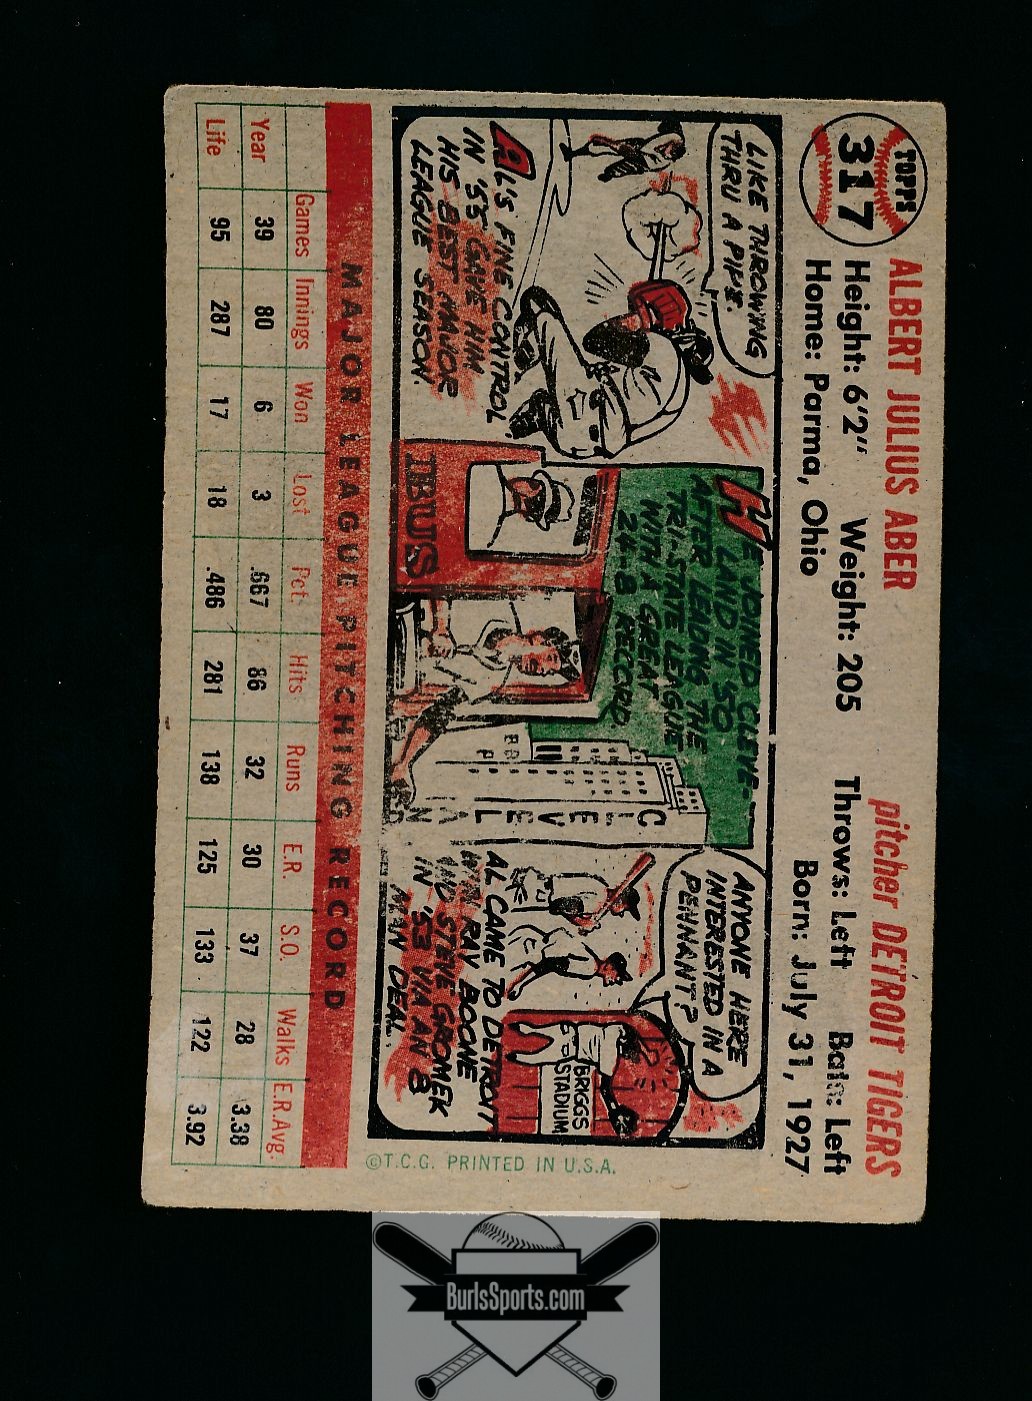 TOPPS
317
ALBERT JULIUS ABER
pitcher DETROIT TIGERS
Height: 6'2" Weight: 205 Throws: Left Bats: Left
Home: Parma, Ohio Born: July 31, 1927
LIKE THROWING
THRU A PIPE.
AL'S FINE CONTROL
IN '55 GAVE HIM
HIS BEST MAJOR
LEAGUE SEASON.
HE JOINED CLEVE-
LAND IN '50
AFTER LEADING THE
TRI-STATE LEAGUE
WITH A GREAT
24-8 RECORD
BUS
CLEVELAND
ANYONE HERE
INTERESTED IN A
PENNANT?
BRIGGS
STADIUM
AL CAME TO DETROIT
WITH RAY BOONE
AND STEVE GROMEK
IN '53 VIA AN 8
MAN DEAL.
MAJOR LEAGUE PITCHING RECORD
Games Innings Won Lost Pct. Hits Runs E.R. S.O. Walks E.R.Avg.
Year 39 80 6 3 .667 86 32 30 37 28 3.38
Life 95 287 17 18 .486 281 138 125 133 122 3.92
©T.C.G. PRINTED IN U.S.A.
BurlsSports.com